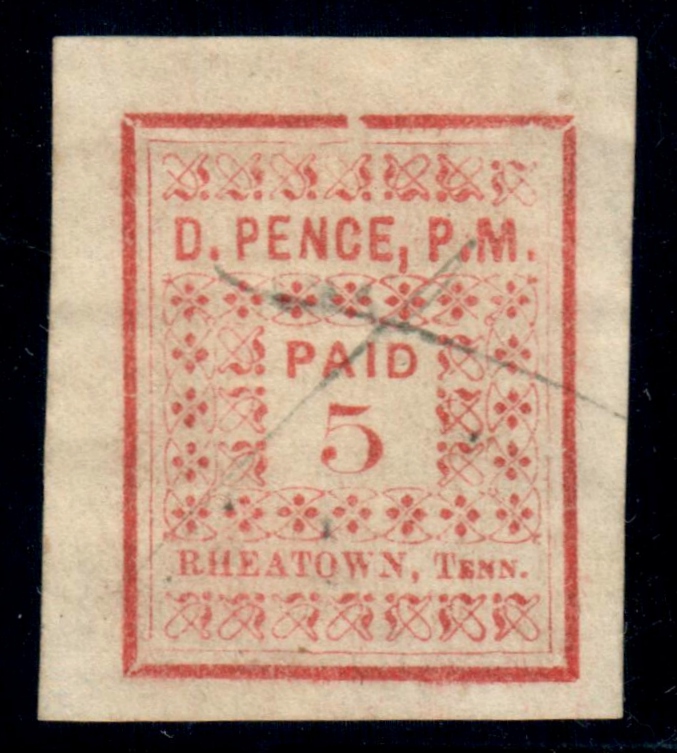 D. PENCE, P.M.
PAID
5
RHEATOWN, TENN.